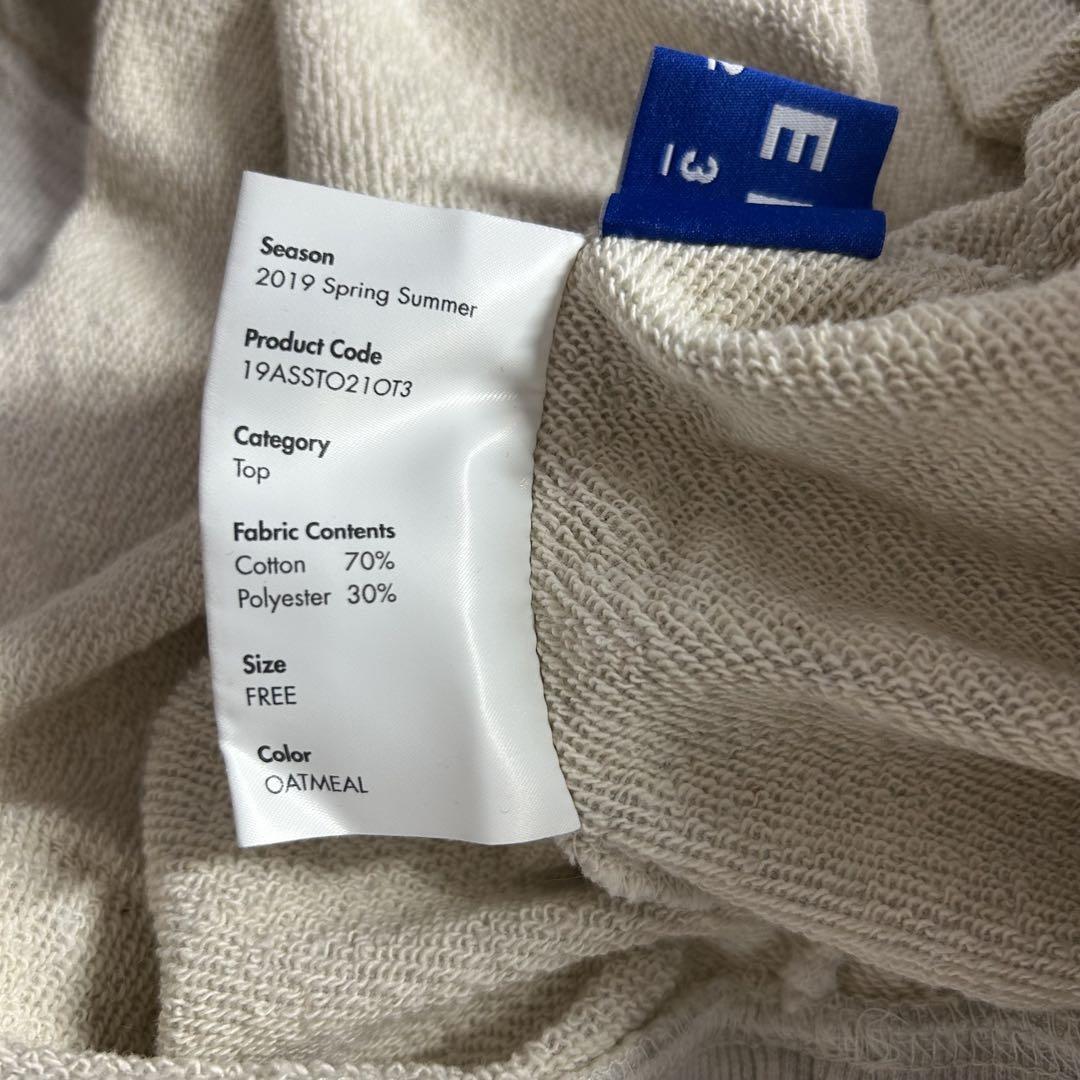 Season
2019 Spring Summer
Product Code
19ASSTO21OT3
Category
Top
Fabric Contents
Cotton 70%
Polyester 30%
Size
FREE
Color
OATMEAL
E
3